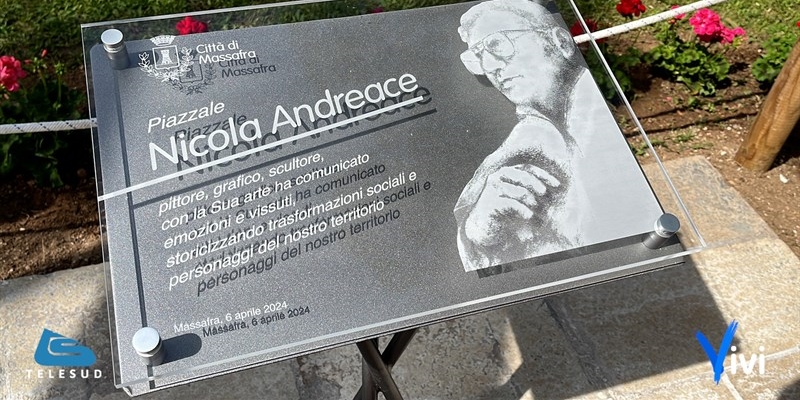 Città di
Massafra
Piazzale
Nicola Andreace
pittore, grafico, scultore,
con la Sua arte ha comunicato
emozioni e vissuti,
storicizzando trasformazioni sociali e
personaggi del nostro territorio
Massafra, 6 aprile 2024
TELESUD
Vivi